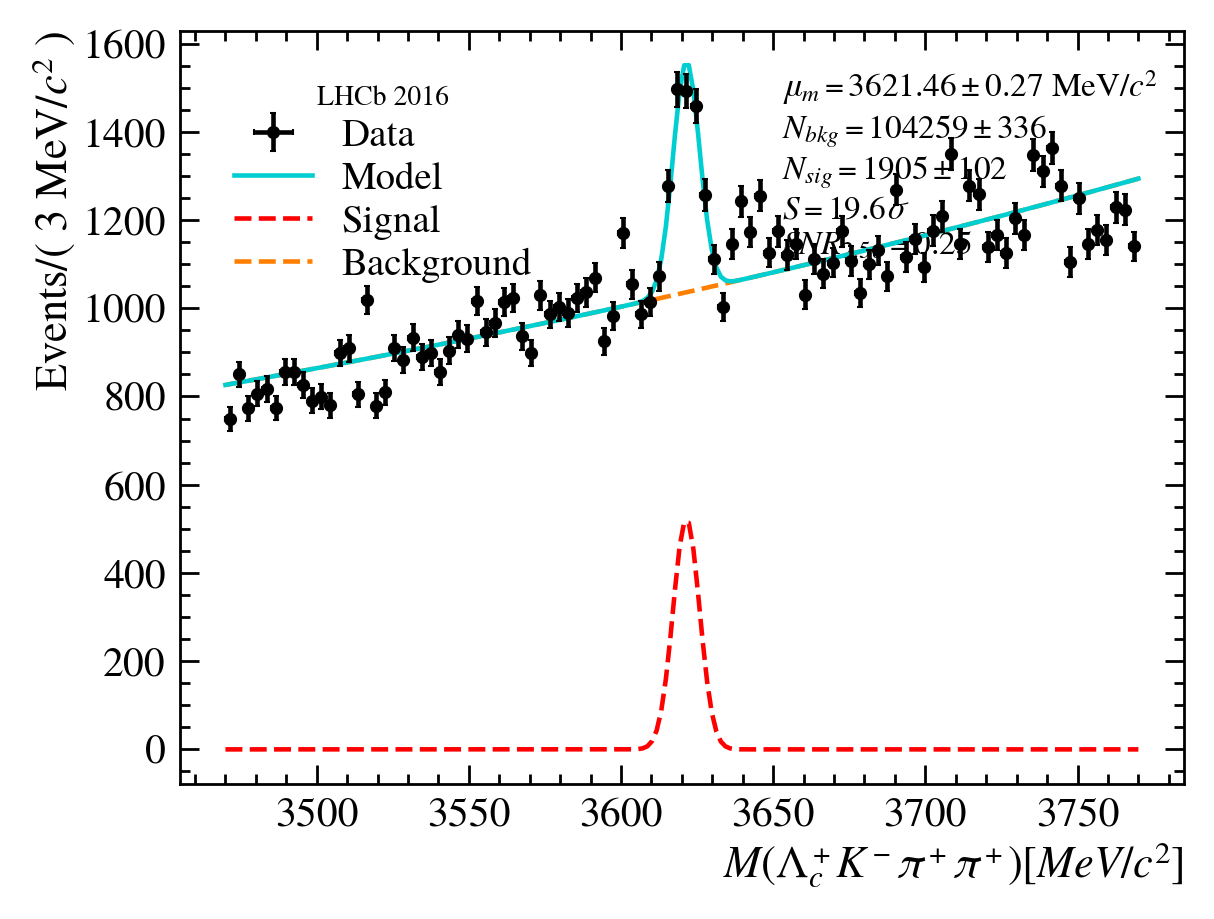 LHCb 2016
Data
Model
Signal
Background
μ_m = 3621.46 ± 0.27 MeV/c²
N_bkg = 104259 ± 336
N_sig = 1905 ± 102
S = 19.6σ
0.25
Events/( 3 MeV/c² )
1600
1400
1200
1000
800
600
400
200
0
3500 3550 3600 3650 3700 3750
M(Λ_c⁺ K⁻ π⁺ π⁺)[MeV/c²]